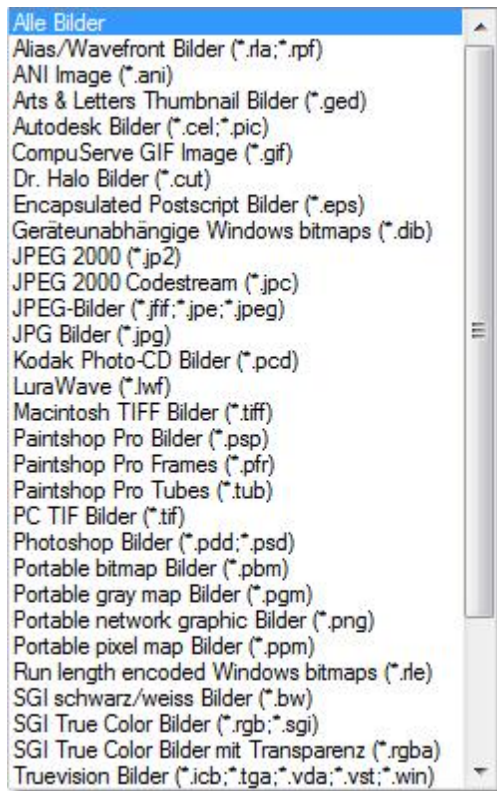 Alle Bilder
Alias/Wavefront Bilder (*.rla;*.rpf)
ANI Image (*.ani)
Arts & Letters Thumbnail Bilder (*.ged)
Autodesk Bilder (*.cel;*.pic)
CompuServe GIF Image (*.gif)
Dr. Halo Bilder (*.cut)
Encapsulated Postscript Bilder (*.eps)
Geräteunabhängige Windows bitmaps (*.dib)
JPEG 2000 (*.jp2)
JPEG 2000 Codestream (*.jpc)
JPEG-Bilder (*.jfif;*.jpe;*.jpeg)
JPG Bilder (*.jpg)
Kodak Photo-CD Bilder (*.pcd)
LuraWave (*.lwf)
Macintosh TIFF Bilder (*.tiff)
Paintshop Pro Bilder (*.psp)
Paintshop Pro Frames (*.pfr)
Paintshop Pro Tubes (*.tub)
PC TIF Bilder (*.tif)
Photoshop Bilder (*.pdd;*.psd)
Portable bitmap Bilder (*.pbm)
Portable gray map Bilder (*.pgm)
Portable network graphic Bilder (*.png)
Portable pixel map Bilder (*.ppm)
Run length encoded Windows bitmaps (*.rle)
SGI schwarz/weiss Bilder (*.bw)
SGI True Color Bilder (*.rgb;*.sgi)
SGI True Color Bilder mit Transparenz (*.rgba)
Truevision Bilder (*.icb;*.tga;*.vda;*.vst;*.win)